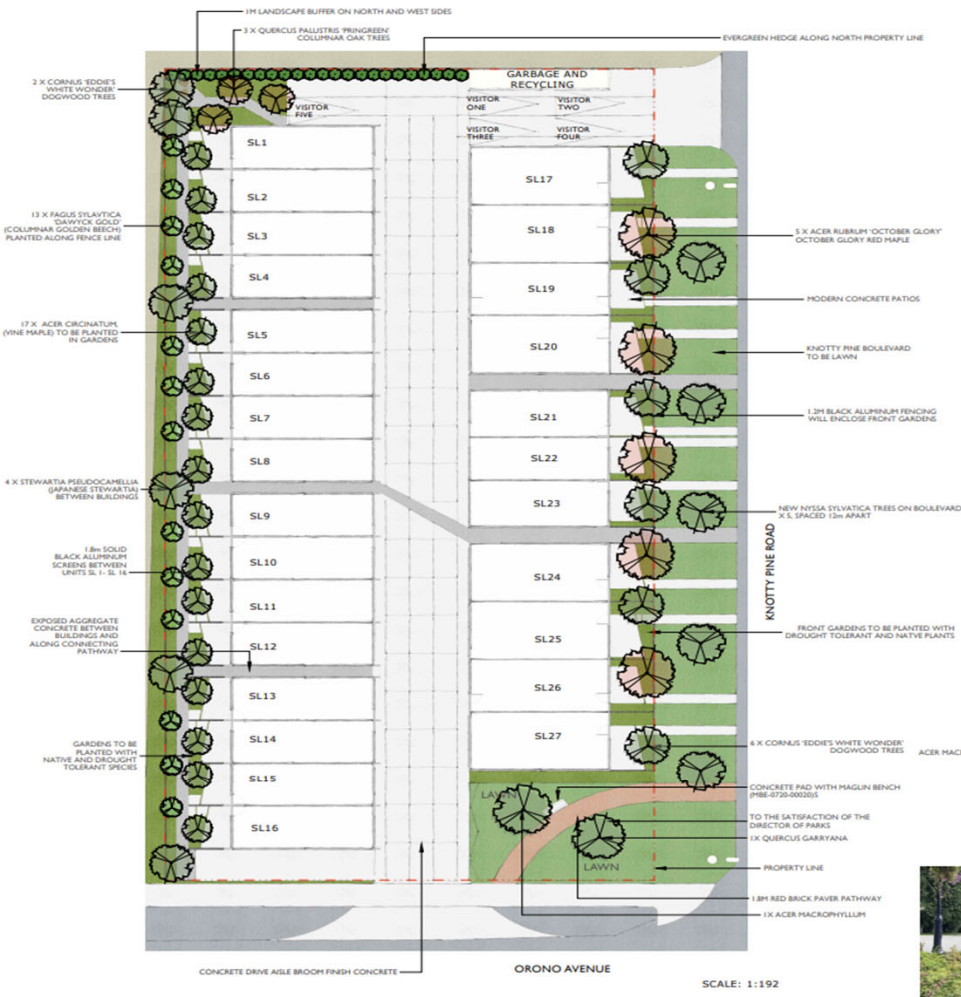 1M LANDSCAPE BUFFER ON NORTH AND WEST SIDES
3 X QUERCUS PALUSTRIS 'PRINGREEN'
COLUMNAR OAK TREES
EVERGREEN HEDGE ALONG NORTH PROPERTY LINE
2 X CORNUS 'EDDIE'S
WHITE WONDER'
DOGWOOD TREES
GARBAGE AND
RECYCLING
VISITOR
FIVE
VISITOR
ONE
VISITOR
TWO
VISITOR
THREE
VISITOR
FOUR
SL1
SL2
SL3
SL4
SL5
SL6
SL7
SL8
SL9
SL10
SL11
SL12
SL13
SL14
SL15
SL16
SL17
SL18
SL19
SL20
SL21
SL22
SL23
SL24
SL25
SL26
SL27
13 X FAGUS SYLAVTICA
'DAWYCK GOLD'
(COLUMNAR GOLDEN BEECH)
PLANTED ALONG FENCE LINE
17 X ACER CIRCINATUM,
(VINE MAPLE) TO BE PLANTED
IN GARDENS
4 X STEWARTIA PSEUDOCAMELLIA
(JAPANESE STEWARTIA)
BETWEEN BUILDINGS
1.8m SOLID
BLACK ALUMINUM
SCREENS BETWEEN
UNITS SL 1- SL 16
EXPOSED AGGREGATE
CONCRETE BETWEEN
BUILDINGS AND
ALONG CONNECTING
PATHWAY
GARDENS TO BE
PLANTED WITH
NATIVE AND DROUGHT
TOLERANT SPECIES
5 X ACER RUBRUM 'OCTOBER GLORY'
OCTOBER GLORY RED MAPLE
MODERN CONCRETE PATIOS
KNOTTY PINE BOULEVARD
TO BE LAWN
1.2M BLACK ALUMINUM FENCING
WILL ENCLOSE FRONT GARDENS
NEW NYSSA SYLVATICA TREES ON BOULEVARD
X 5, SPACED 12m APART
KNOTTY PINE ROAD
FRONT GARDENS TO BE PLANTED WITH
DROUGHT TOLERANT AND NATVE PLANTS
6 X CORNUS 'EDDIE'S WHITE WONDER'
DOGWOOD TREES
ACER MAC
CONCRETE PAD WITH MAGLIN BENCH
(MBE-0720-00020)S
TO THE SATISFACTION OF THE
DIRECTOR OF PARKS
1X QUERCUS GARRYANA
LAWN
LAWN
PROPERTY LINE
1.8M RED BRICK PAVER PATHWAY
1X ACER MACROPHYLLUM
CONCRETE DRIVE AISLE BROOM FINISH CONCRETE
ORONO AVENUE
SCALE: 1:192